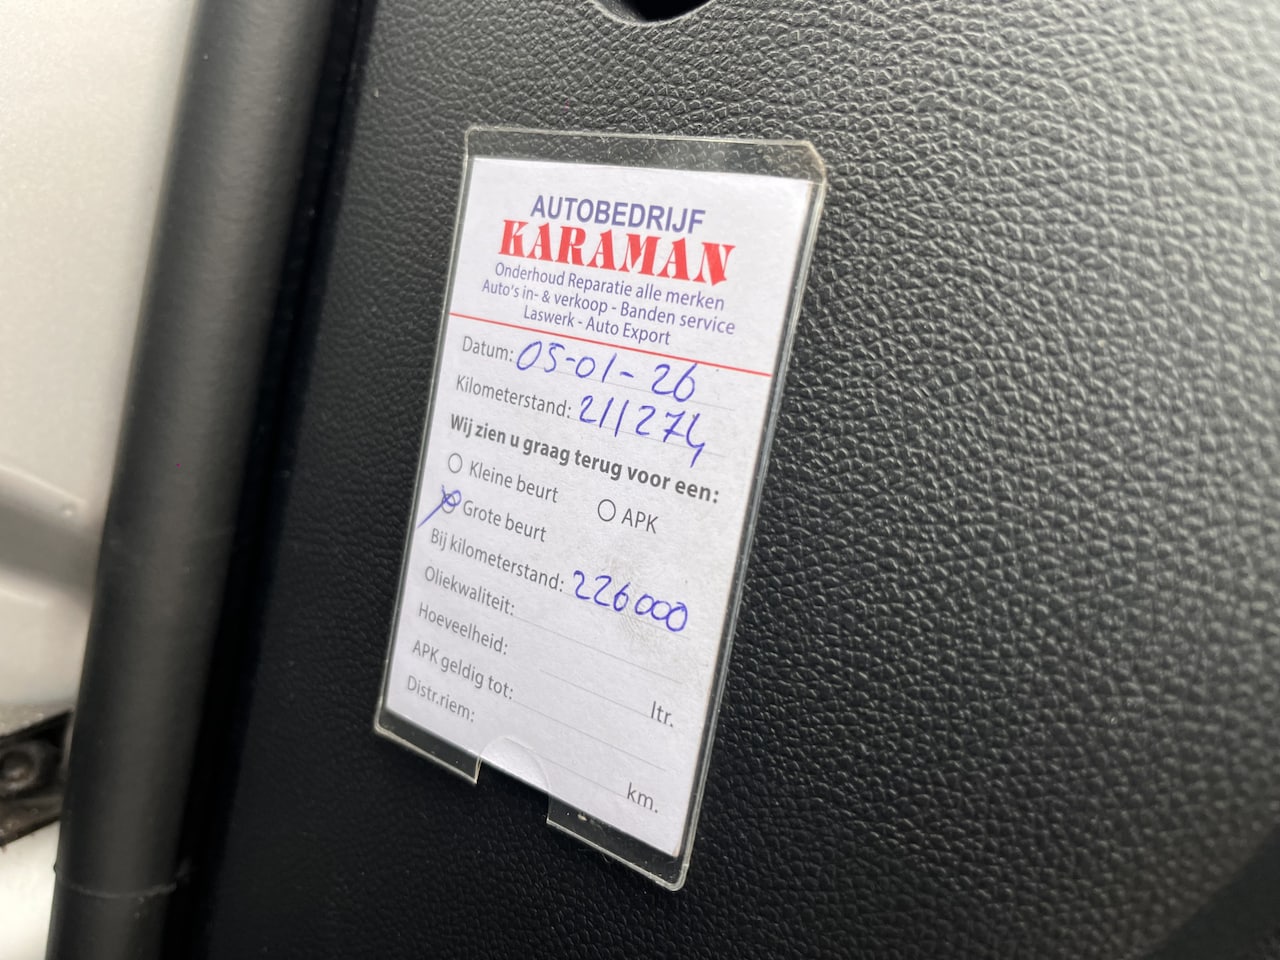 AUTOBEDRIJF
KARAMAN
Onderhoud Reparatie alle merken
Auto's in- & verkoop - Banden service
Laswerk - Auto Export
Datum: 05-01-26
Kilometerstand: 211274
Wij zien u graag terug voor een:
Kleine beurt
APK
Grote beurt
Bij kilometerstand: 226000
Oliekwaliteit:
Hoeveelheid: ltr.
APK geldig tot:
Distr.riem: km.